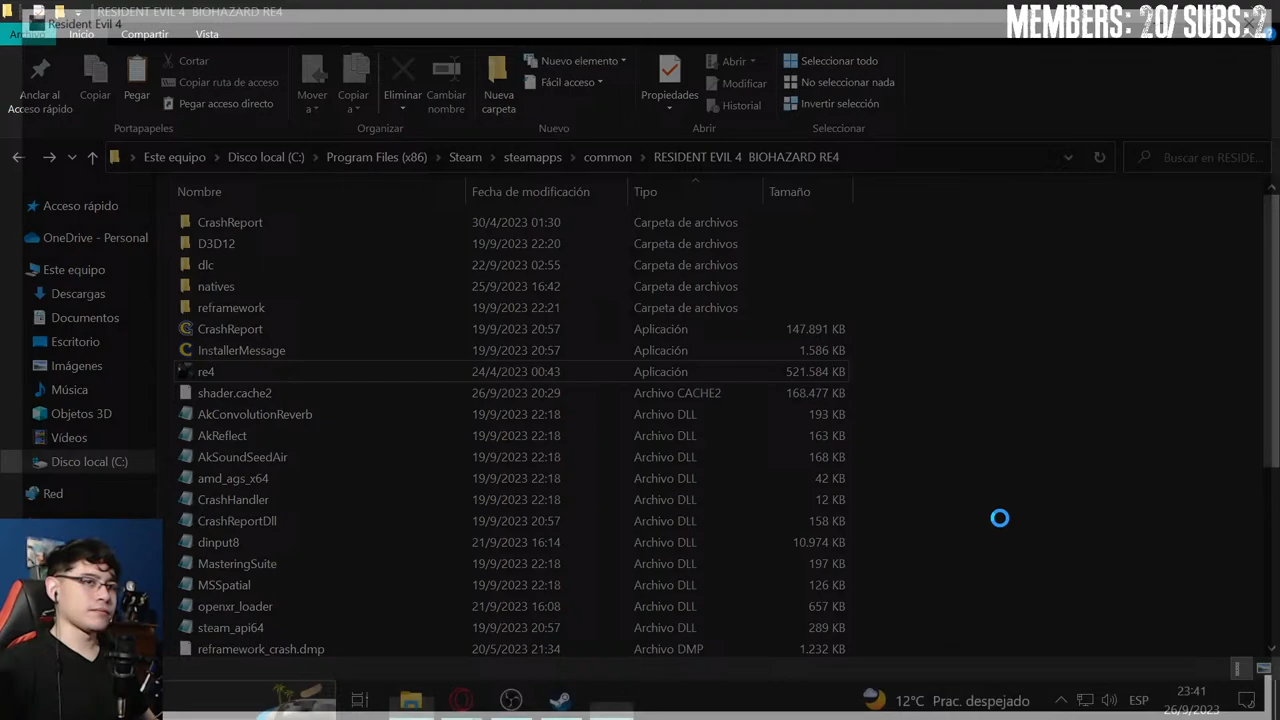 RESIDENT EVIL 4  BIOHAZARD RE4
Resident Evil 4
MEMBERS: 20/ SUBS:2
Archivo
Inicio
Compartir
Vista
Anclar al
Acceso rápido
Copiar
Pegar
Cortar
Copiar ruta de acceso
Pegar acceso directo
Portapapeles
Mover
a
Copiar
a
Eliminar
Cambiar
nombre
Organizar
Nueva
carpeta
Nuevo elemento
Fácil acceso
Nuevo
Propiedades
Abrir
Modificar
Historial
Abrir
Seleccionar todo
No seleccionar nada
Invertir selección
Seleccionar
Este equipo > Disco local (C:) > Program Files (x86) > Steam > steamapps > common > RESIDENT EVIL 4  BIOHAZARD RE4
Buscar en RESIDE...
Acceso rápido
OneDrive - Personal
Este equipo
Descargas
Documentos
Escritorio
Imágenes
Música
Objetos 3D
Vídeos
Disco local (C:)
Red
Nombre Fecha de modificación Tipo Tamaño
CrashReport 30/4/2023 01:30 Carpeta de archivos
D3D12 19/9/2023 22:20 Carpeta de archivos
dlc 22/9/2023 02:55 Carpeta de archivos
natives 25/9/2023 16:42 Carpeta de archivos
reframework 19/9/2023 22:21 Carpeta de archivos
CrashReport 19/9/2023 20:57 Aplicación 147.891 KB
InstallerMessage 19/9/2023 20:57 Aplicación 1.586 KB
re4 24/4/2023 00:43 Aplicación 521.584 KB
shader.cache2 26/9/2023 20:29 Archivo CACHE2 168.477 KB
AkConvolutionReverb 19/9/2023 22:18 Archivo DLL 193 KB
AkReflect 19/9/2023 22:18 Archivo DLL 163 KB
AkSoundSeedAir 19/9/2023 22:18 Archivo DLL 168 KB
amd_ags_x64 19/9/2023 22:18 Archivo DLL 42 KB
CrashHandler 19/9/2023 22:18 Archivo DLL 12 KB
CrashReportDll 19/9/2023 20:57 Archivo DLL 158 KB
dinput8 21/9/2023 16:14 Archivo DLL 10.974 KB
MasteringSuite 19/9/2023 22:18 Archivo DLL 197 KB
MSSpatial 19/9/2023 22:18 Archivo DLL 126 KB
openxr_loader 21/9/2023 16:08 Archivo DLL 657 KB
steam_api64 19/9/2023 20:57 Archivo DLL 289 KB
reframework_crash.dmp 20/5/2023 21:34 Archivo DMP 1.232 KB
12°C Prac. despejado
ESP
23:41
26/9/2023